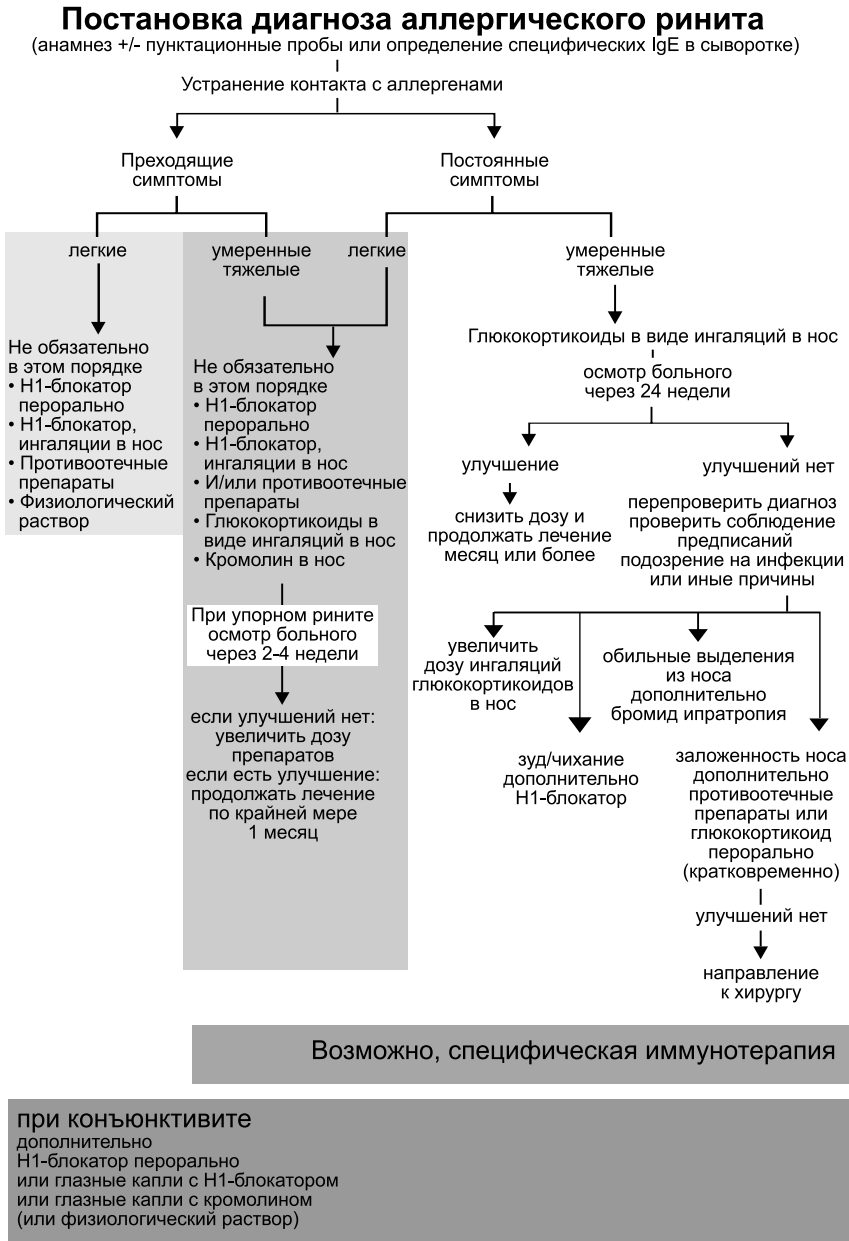 Постановка диагноза аллергического ринита
(анамнез +/- пунктационные пробы или определение специфических IgE в сыворотке)
Устранение контакта с аллергенами
Преходящие
симптомы
Постоянные
симптомы
легкие
умеренные
тяжелые
легкие
умеренные
тяжелые
Не обязательно
в этом порядке
• Н1-блокатор
перорально
• Н1-блокатор,
ингаляции в нос
• Противоотечные
препараты
• Физиологический
раствор
Не обязательно
в этом порядке
• Н1-блокатор
перорально
• Н1-блокатор,
ингаляции в нос
• И/или противоотечные
препараты
• Глюкокортикоиды в
виде ингаляций в нос
• Кромолин в нос
При упорном рините
осмотр больного
через 2-4 недели
если улучшений нет:
увеличить дозу
препаратов
если есть улучшение:
продолжать лечение
по крайней мере
1 месяц
Глюкокортикоиды в виде ингаляций в нос
осмотр больного
через 24 недели
улучшение
снизить дозу и
продолжать лечение
месяц или более
улучшений нет
перепроверить диагноз
проверить соблюдение
предписаний
подозрение на инфекции
или иные причины
увеличить
дозу ингаляций
глюкокортикоидов
в нос
зуд/чихание
дополнительно
Н1-блокатор
обильные выделения
из носа
дополнительно
бромид ипратропия
заложенность носа
дополнительно
противоотечные
препараты или
глюкокортикоид
перорально
(кратковременно)
улучшений нет
направление
к хирургу
Возможно, специфическая иммунотерапия
при конъюнктивите
дополнительно
Н1-блокатор перорально
или глазные капли с Н1-блокатором
или глазные капли с кромолином
(или физиологический раствор)